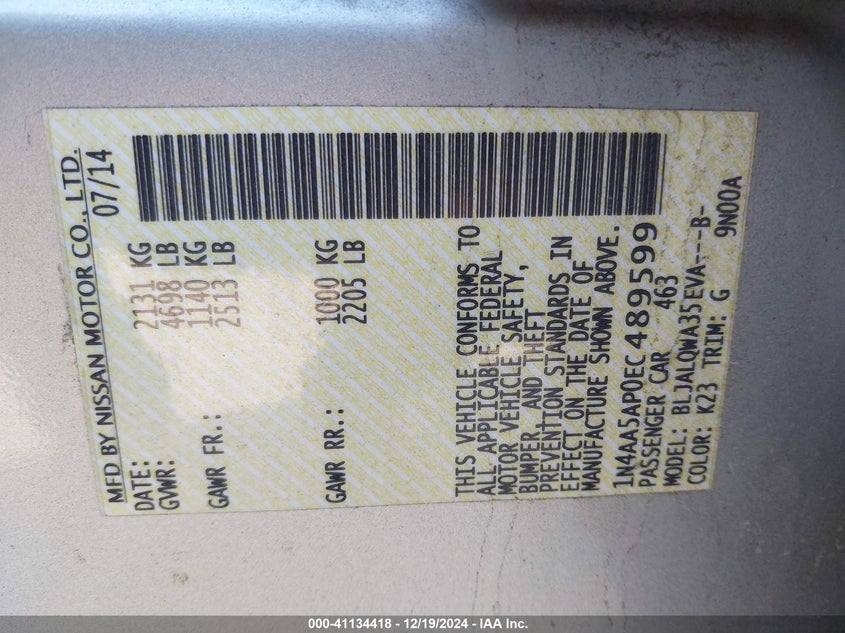 MFD BY NISSAN MOTOR CO., LTD.
DATE: 07/14
GVWR: 2131 KG
4698 LB
GAWR FR.: 1140 KG
2513 LB
GAWR RR.: 1000 KG
2205 LB
THIS VEHICLE CONFORMS TO
ALL APPLICABLE FEDERAL
MOTOR VEHICLE SAFETY,
BUMPER, AND THEFT
PREVENTION STANDARDS IN
EFFECT ON THE DATE OF
MANUFACTURE SHOWN ABOVE.
1N4AA5AP0EC489599
PASSENGER CAR 463
MODEL: BLJALQWA35EVA---B-
COLOR: K23 TRIM: G 9N00A
000-41134418 - 12/19/2024 - IAA Inc.